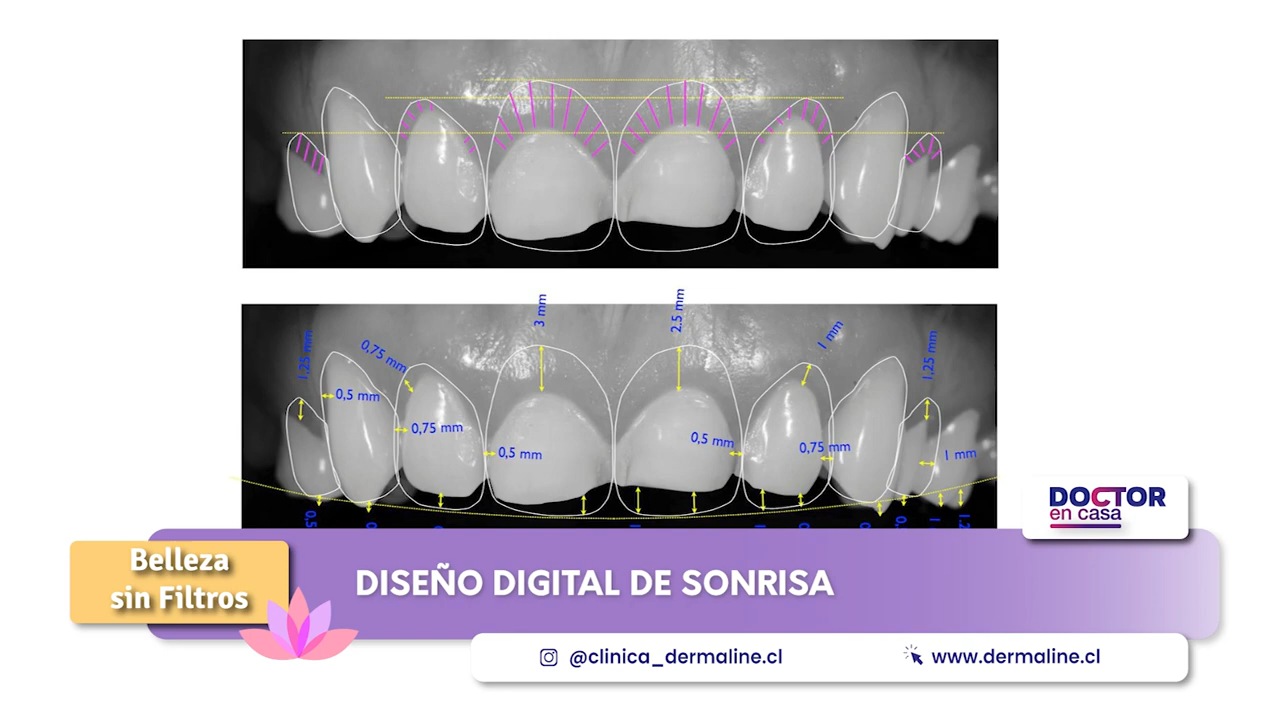 3 mm
2.5 mm
1 mm
1,25 mm
0,75 mm
1,25 mm
0,5 mm
0,75 mm
0,5 mm
0,5 mm
0,75 mm
1 mm
DOCTOR
en casa
Belleza
sin Filtros
DISEÑO DIGITAL DE SONRISA
@clinica_dermaline.cl
www.dermaline.cl